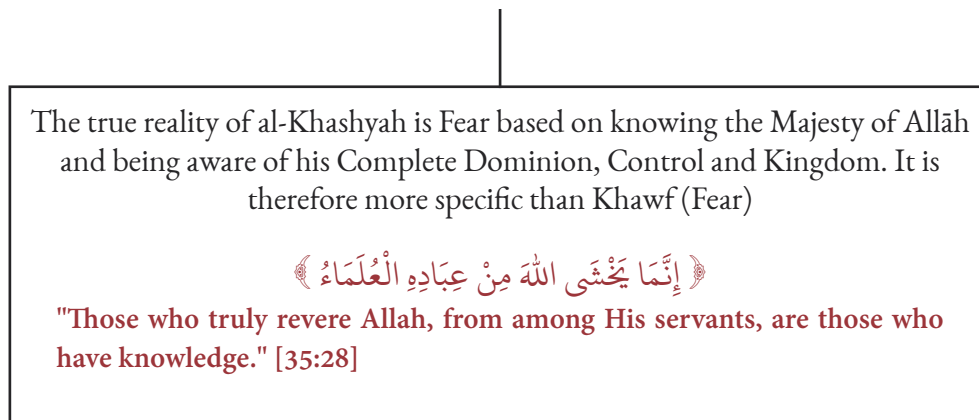 The true reality of al-Khashyah is Fear based on knowing the Majesty of Allāh
and being aware of his Complete Dominion, Control and Kingdom. It is
therefore more specific than Khawf (Fear)
﴿ إِنَّمَا يَخْشَى اللهَ مِنْ عِبَادِهِ الْعُلَمَاءُ ﴾
"Those who truly revere Allah, from among His servants, are those who
have knowledge." [35:28]